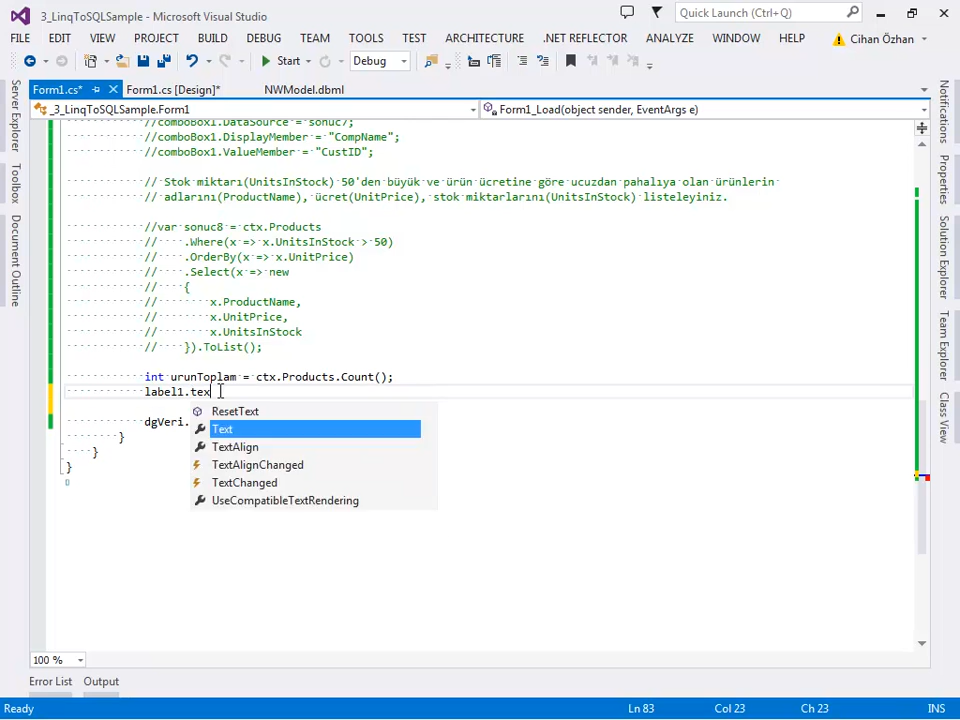 3_LinqToSQLSample - Microsoft Visual Studio
Quick Launch (Ctrl+Q)
FILE EDIT VIEW PROJECT BUILD DEBUG TEAM TOOLS TEST ARCHITECTURE .NET REFLECTOR ANALYZE WINDOW HELP Cihan Özhan
Start Debug
Form1.cs* Form1.cs [Design]* NWModel.dbml
_3_LinqToSQLSample.Form1 Form1_Load(object sender, EventArgs e)
//comboBox1.DataSource = sonuc7;
//comboBox1.DisplayMember = "CompName";
//comboBox1.ValueMember = "CustID";
// Stok miktarı(UnitsInStock) 50'den büyük ve ürün ücretine göre ucuzdan pahalıya olan ürünlerin
// adlarını(ProductName), ücret(UnitPrice), stok miktarlarını(UnitsInStock) listeleyiniz.
//var sonuc8 = ctx.Products
// .Where(x => x.UnitsInStock > 50)
// .OrderBy(x => x.UnitPrice)
// .Select(x => new
// {
// x.ProductName,
// x.UnitPrice,
// x.UnitsInStock
// }).ToList();
int urunToplam = ctx.Products.Count();
label1.tex
dgVeri.
}
}
}
ResetText
Text
TextAlign
TextAlignChanged
TextChanged
UseCompatibleTextRendering
Server Explorer
Toolbox
Document Outline
Notifications
Properties
Solution Explorer
Team Explorer
Class View
100 %
Error List Output
Ready Ln 83 Col 23 Ch 23 INS